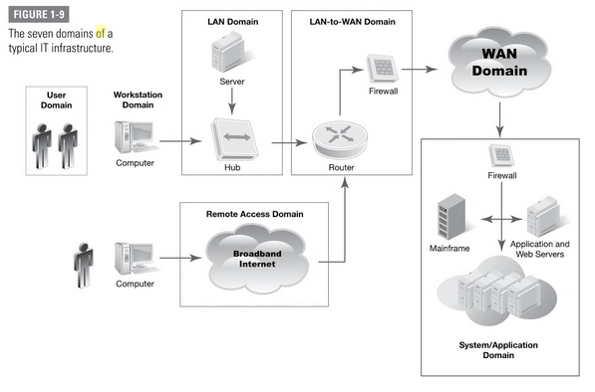 FIGURE 1-9
The seven domains of a
typical IT infrastructure.
LAN Domain
Server
Hub
LAN-to-WAN Domain
Firewall
Router
WAN
Domain
User
Domain
Workstation
Domain
Computer
Remote Access Domain
Broadband
Internet
Computer
Firewall
Mainframe
Application and
Web Servers
System/Application
Domain